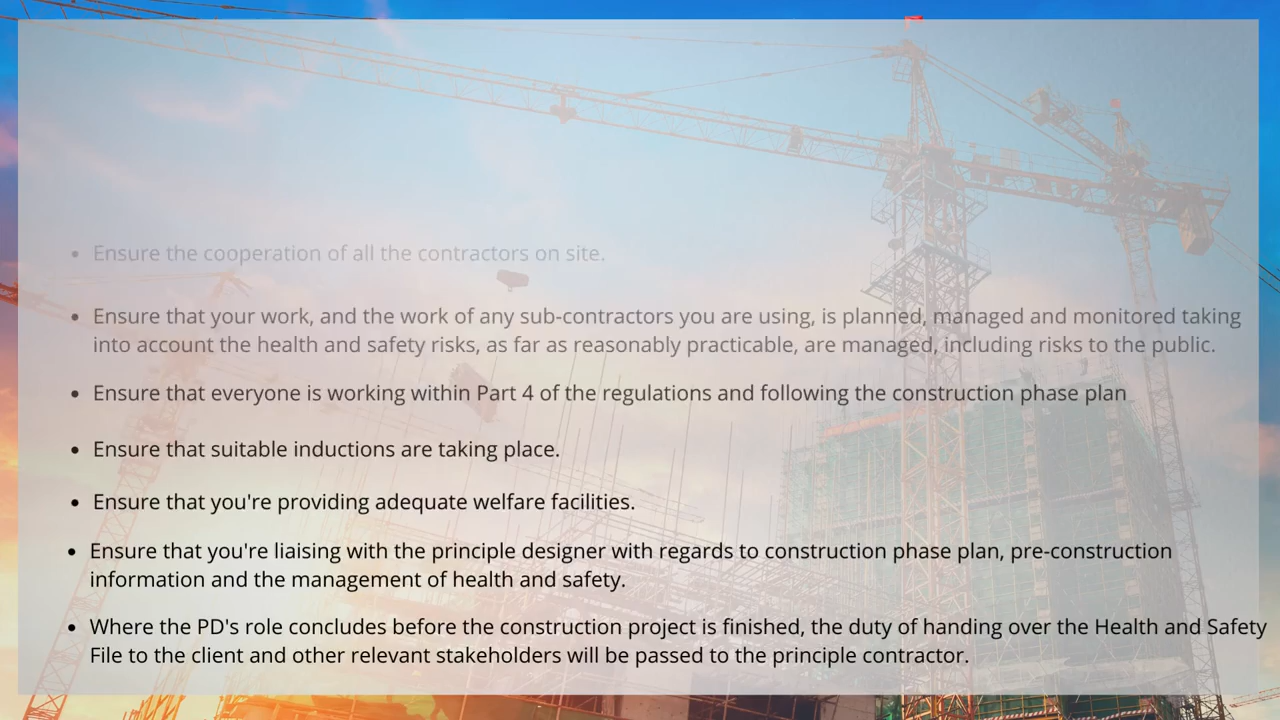 • Ensure the cooperation of all the contractors on site.
• Ensure that your work, and the work of any sub-contractors you are using, is planned, managed and monitored taking
into account the health and safety risks, as far as reasonably practicable, are managed, including risks to the public.
• Ensure that everyone is working within Part 4 of the regulations and following the construction phase plan
• Ensure that suitable inductions are taking place.
• Ensure that you're providing adequate welfare facilities.
• Ensure that you're liaising with the principle designer with regards to construction phase plan, pre-construction
information and the management of health and safety.
• Where the PD's role concludes before the construction project is finished, the duty of handing over the Health and Safety
File to the client and other relevant stakeholders will be passed to the principle contractor.